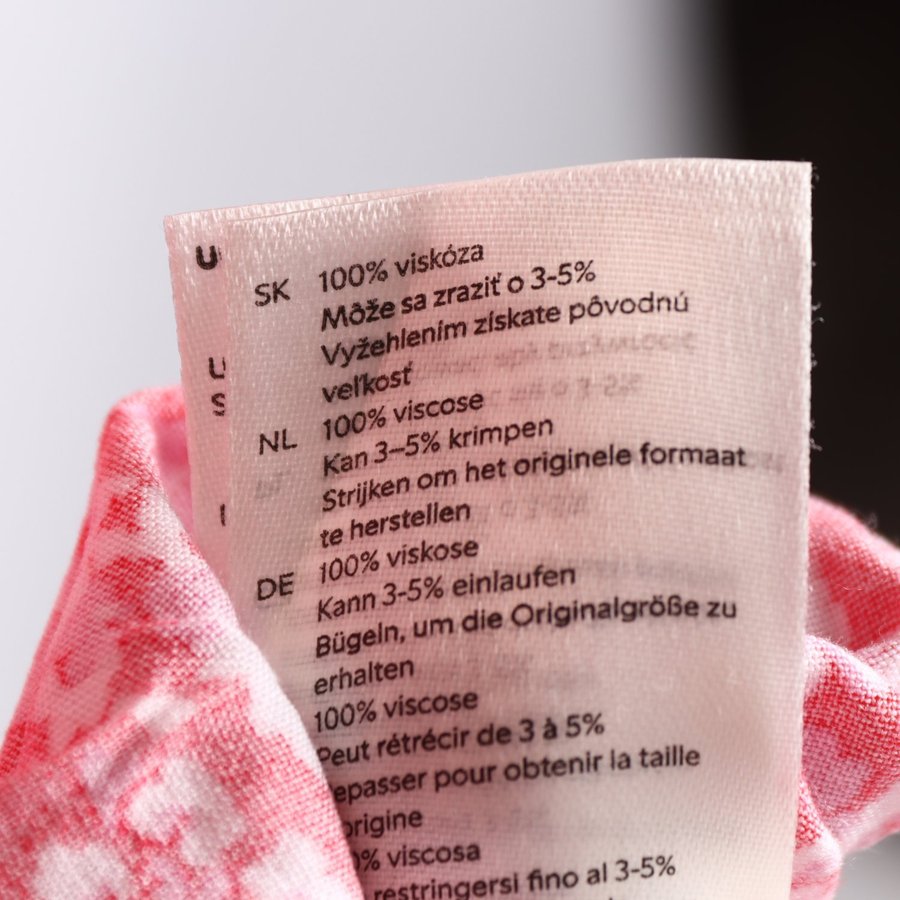 SK 100% viskóza
Môže sa zraziť o 3-5%
Vyžehlením získate pôvodnú
veľkosť
NL 100% viscose
Kan 3–5% krimpen
Strijken om het originele formaat
te herstellen
DE 100% viskose
Kann 3-5% einlaufen
Bügeln, um die Originalgröße zu
erhalten
100% viscose
Peut rétrécir de 3 à 5%
epasser pour obtenir la taille
origine
% viscosa
restringersi fino al 3-5%